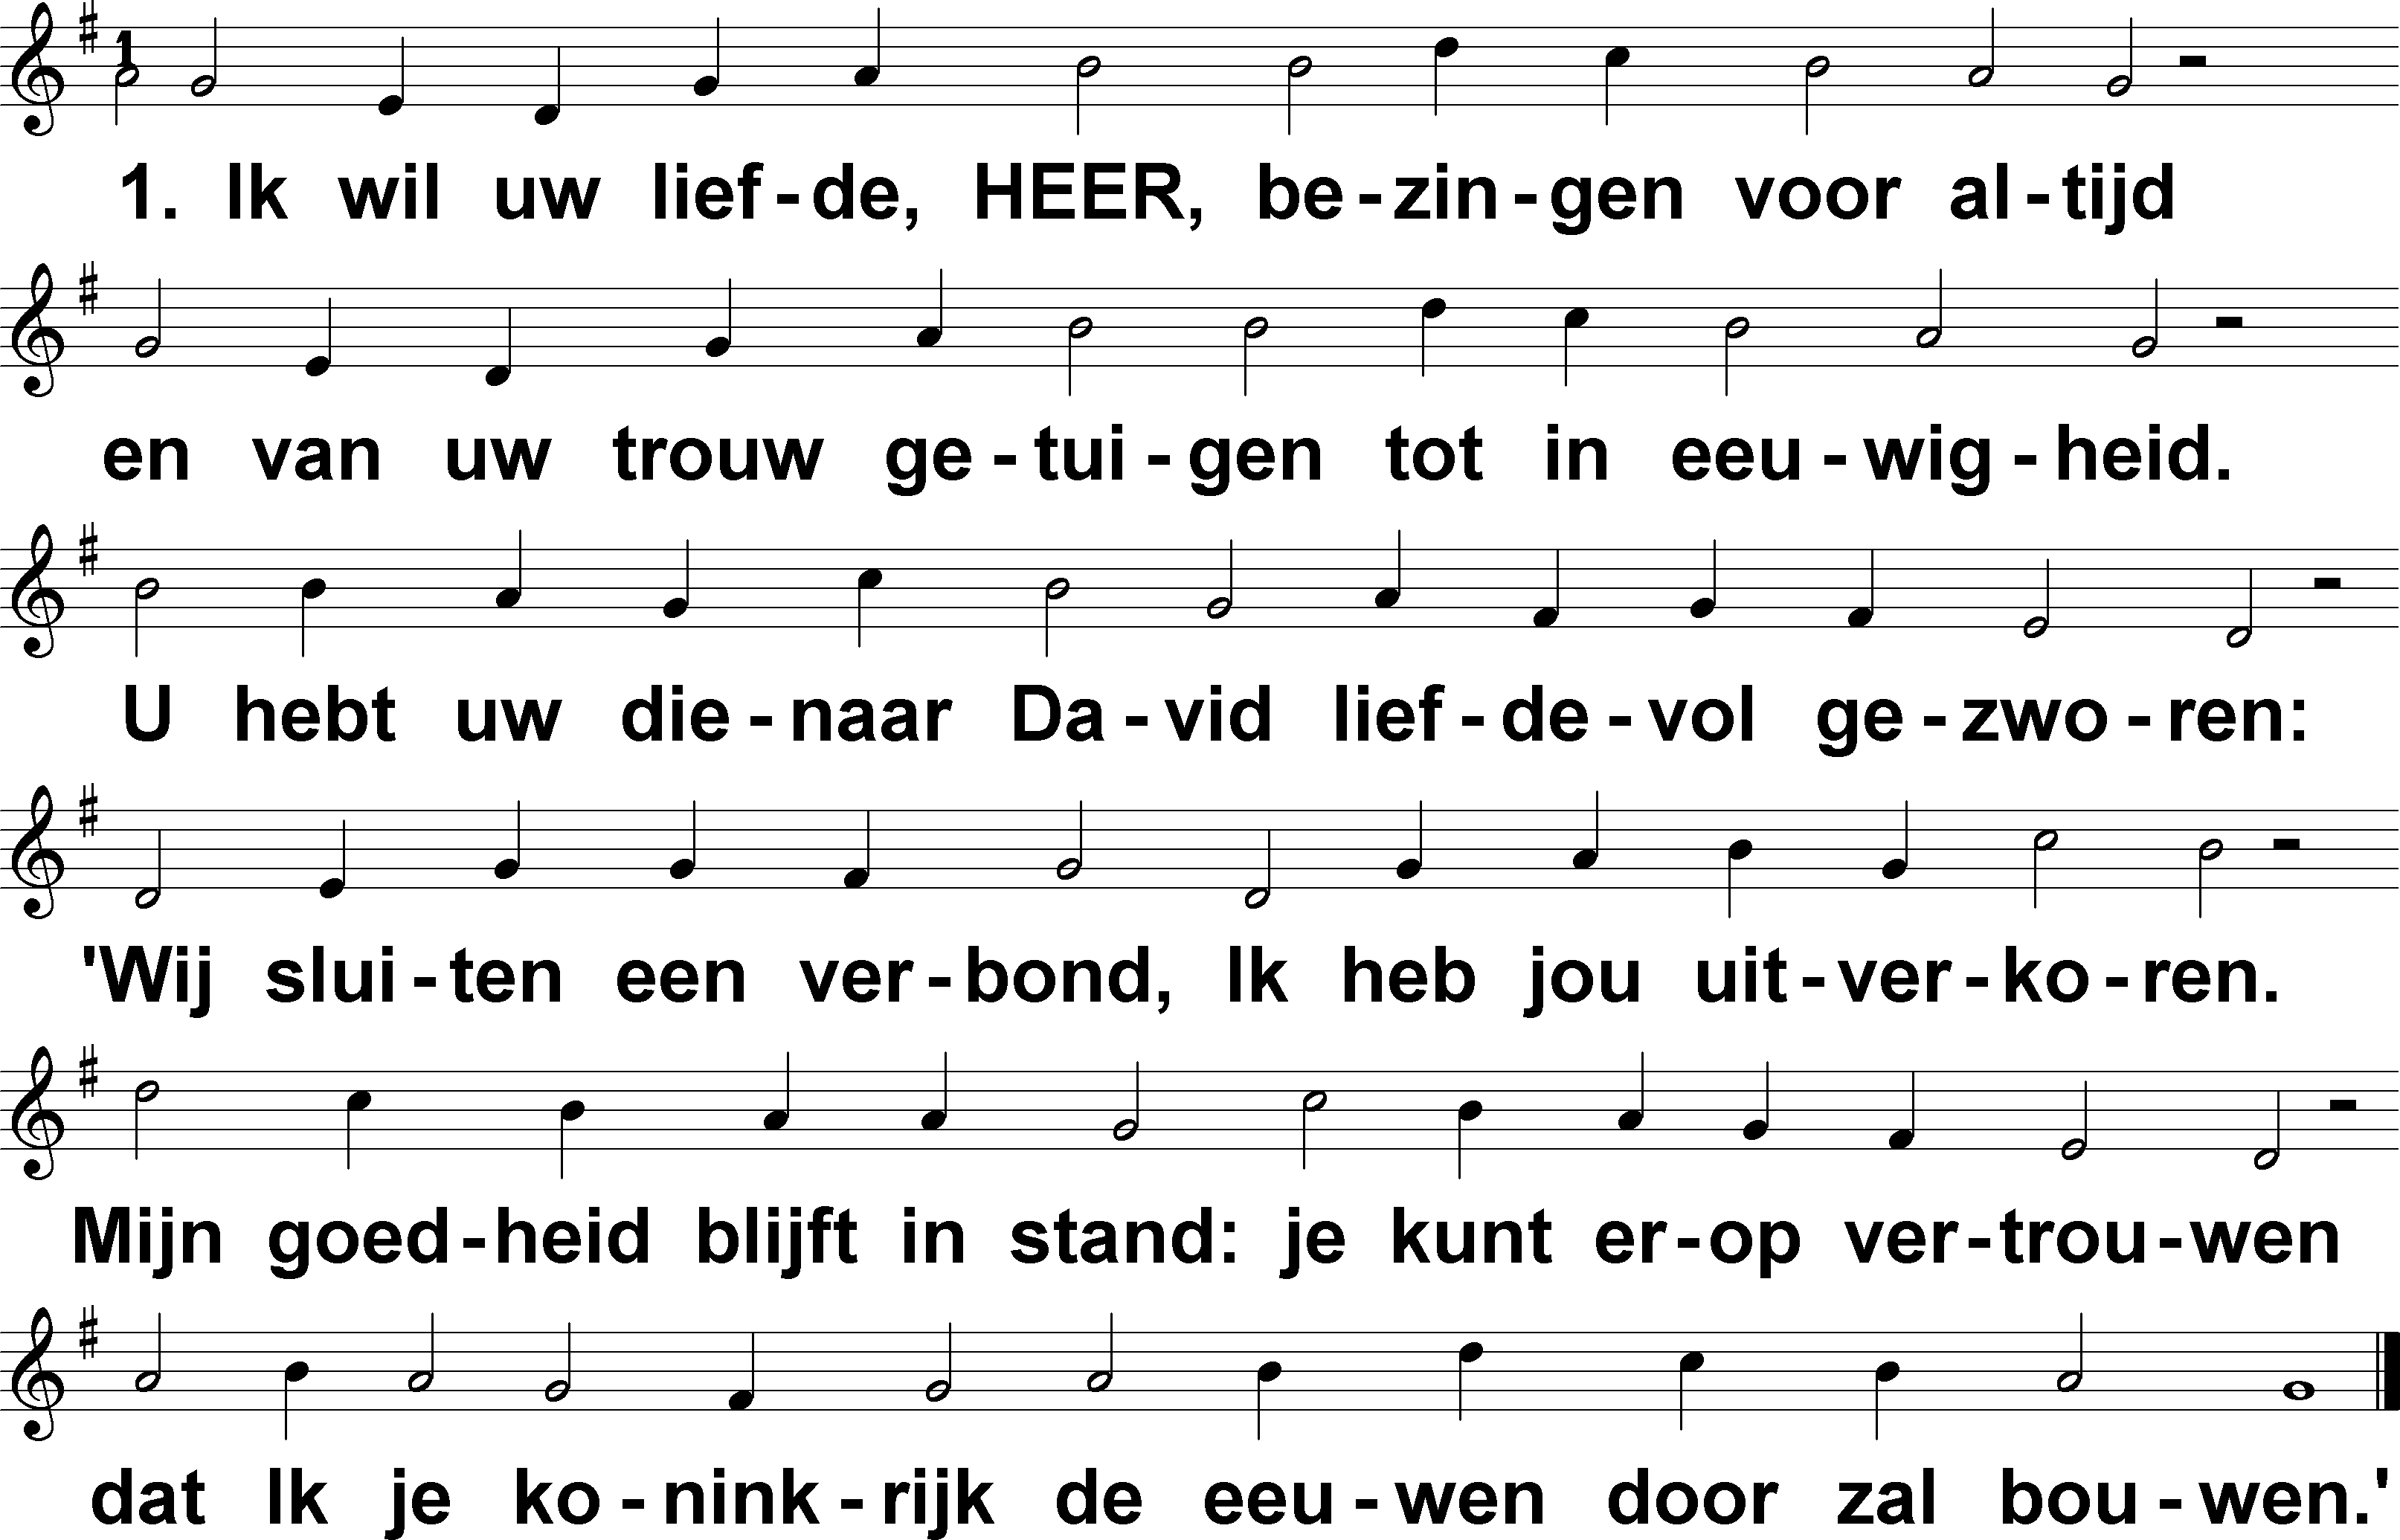 1
1. Ik wil uw lief-de, HEER, be-zin-gen voor al-tijd
en van uw trouw ge-tui-gen tot in eeu-wig-heid.
U hebt uw die-naar Da-vid lief-de-vol ge-zwo-ren:
'Wij slui-ten een ver-bond, Ik heb jou uit-ver-ko-ren.
Mijn goed-heid blijft in stand: je kunt er-op ver-trou-wen
dat Ik je ko-nink-rijk de eeu-wen door zal bou-wen.'